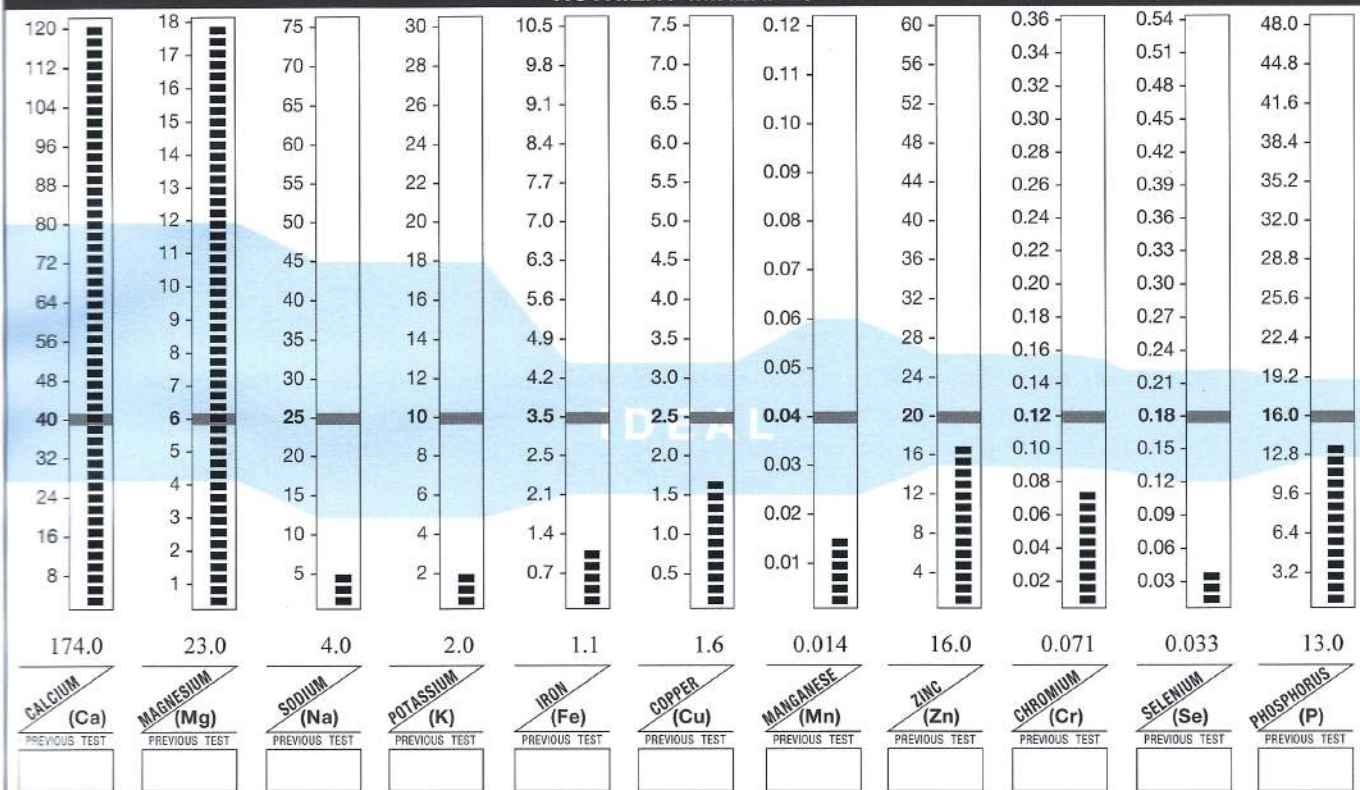 120 112 104 96 88 80 72 64 56 48 40 32 24 16 8
18 17 16 15 14 13 12 11 10 9 8 7 6 5 4 3 2 1
75 70 65 60 55 50 45 40 35 30 25 20 15 10 5
30 28 26 24 22 20 18 16 14 12 10 8 6 4 2
10.5 9.8 9.1 8.4 7.7 7.0 6.3 5.6 4.9 4.2 3.5 2.5 2.1 1.4 0.7
7.5 7.0 6.5 6.0 5.5 5.0 4.5 4.0 3.5 3.0 2.5 2.0 1.5 1.0 0.5
0.12 0.11 0.10 0.09 0.08 0.07 0.06 0.05 0.04 0.03 0.02 0.01
60 56 52 48 44 40 36 32 28 24 20 16 12 8 4
0.36 0.34 0.32 0.30 0.28 0.26 0.24 0.22 0.20 0.18 0.16 0.14 0.12 0.10 0.08 0.06 0.04 0.02
0.54 0.51 0.48 0.45 0.42 0.39 0.36 0.33 0.30 0.27 0.24 0.21 0.18 0.15 0.12 0.09 0.06 0.03
48.0 44.8 41.6 38.4 35.2 32.0 28.8 25.6 22.4 19.2 16.0 12.8 9.6 6.4 3.2
IDEAL
174.0 23.0 4.0 2.0 1.1 1.6 0.014 16.0 0.071 0.033 13.0
CALCIUM MAGNESIUM SODIUM POTASSIUM IRON COPPER MANGANESE ZINC CHROMIUM SELENIUM PHOSPHORUS
(Ca) (Mg) (Na) (K) (Fe) (Cu) (Mn) (Zn) (Cr) (Se) (P)
PREVIOUS TEST PREVIOUS TEST PREVIOUS TEST PREVIOUS TEST PREVIOUS TEST PREVIOUS TEST PREVIOUS TEST PREVIOUS TEST PREVIOUS TEST PREVIOUS TEST PREVIOUS TEST